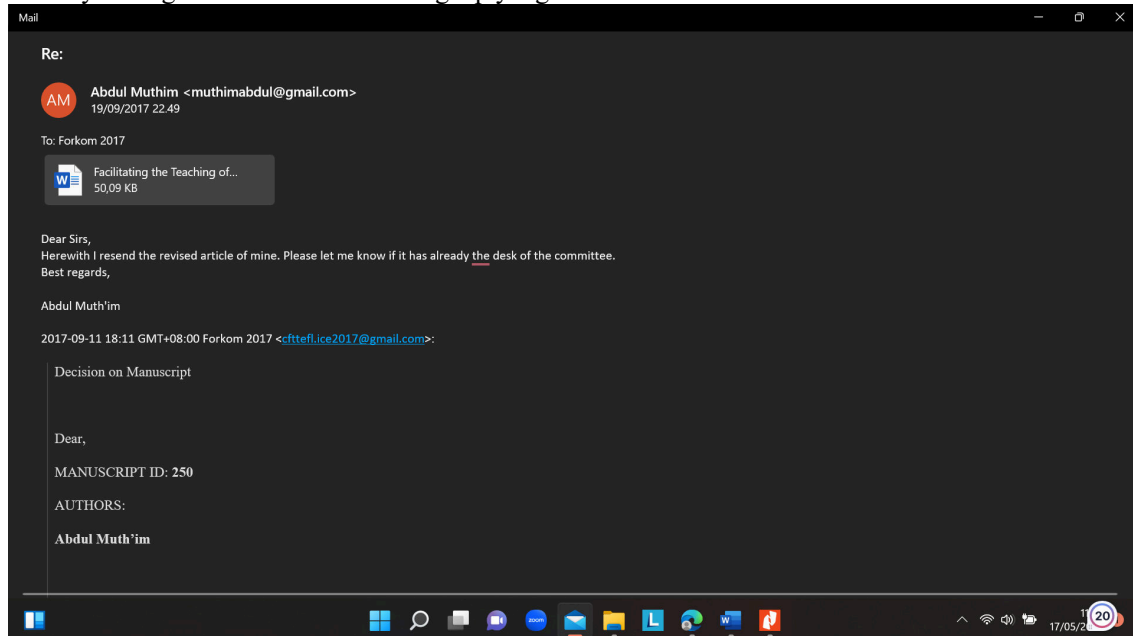 Mail
Re:
AM
Abdul Muthim <muthimabdul@gmail.com>
19/09/2017 22.49
To: Forkom 2017
Facilitating the Teaching of...
50,09 KB
Dear Sirs,
Herewith I resend the revised article of mine. Please let me know if it has already the desk of the committee.
Best regards,
Abdul Muth'im
2017-09-11 18:11 GMT+08:00 Forkom 2017 <cfttefl.ice2017@gmail.com>:
Decision on Manuscript
Dear,
MANUSCRIPT ID: 250
AUTHORS:
Abdul Muth’im
W
zoom
L
W
20
17/05/2